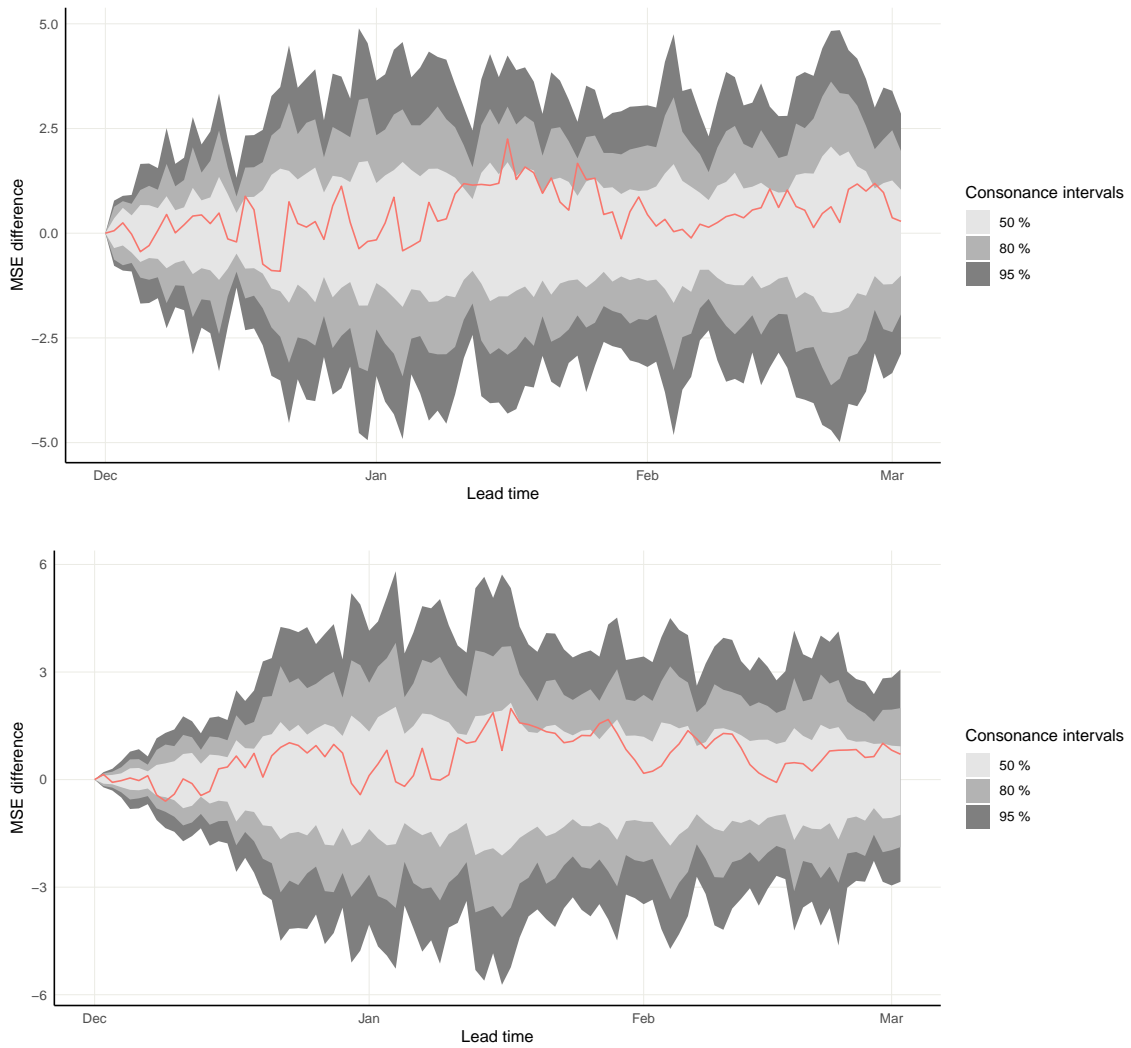 5.0
2.5
0.0
−2.5
−5.0
MSE difference
Dec
Jan
Feb
Mar
Lead time
Consonance intervals
50 %
80 %
95 %
6
3
0
−3
−6
MSE difference
Dec
Jan
Feb
Mar
Lead time
Consonance intervals
50 %
80 %
95 %